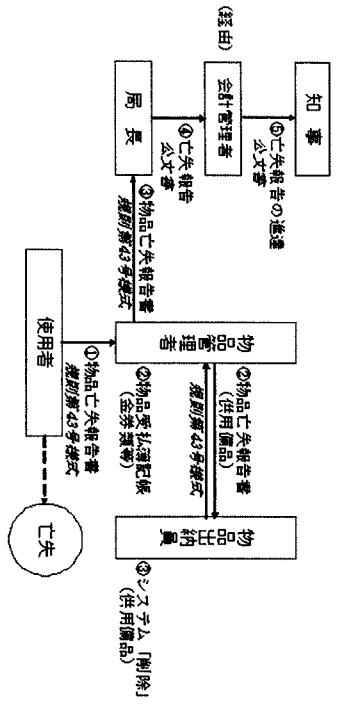 知事
⑤亡失報告の進達
公文書
(経由)
会計管理者
④亡失報告
公文書
局長
③物品亡失報告書
規則第43号様式
物品管理者
②物品亡失報告書
(供用備品)
規則第43号様式
物品出納員
②物品受払簿記帳
(金券類等)
③システム「削除」
(供用備品)
①物品亡失報告書
規則第43号様式
使用者
亡失